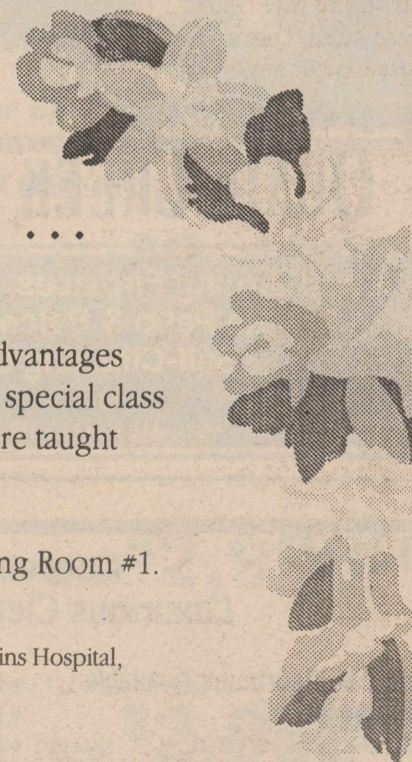 ...
dvantages
special class
re taught
ng Room #1.
ins Hospital,